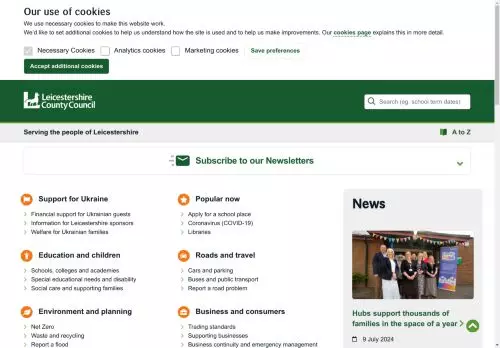 Our use of cookies
We use necessary cookies to make this website work.
We'd like to set additional cookies to help us understand how the site is used and to help us make improvements. Our cookies page explains this in more detail.
Necessary Cookies Analytics cookies Marketing cookies Save preferences
Accept additional cookies
Leicestershire
County Council
Search (eg. school term dates)
Serving the people of Leicestershire
A to Z
Subscribe to our Newsletters
Support for Ukraine
Financial support for Ukrainian guests
Information for Leicestershire sponsors
Welfare for Ukrainian families
Popular now
Apply for a school place
Coronavirus (COVID-19)
Libraries
Education and children
Schools, colleges and academies
Special educational needs and disability
Social care and supporting families
Roads and travel
Cars and parking
Buses and public transport
Report a road problem
Environment and planning
Net Zero
Waste and recycling
Report a flood
Business and consumers
Trading standards
Supporting businesses
Business continuity and emergency management
News
Hubs support thousands of
families in the space of a year
9 July 2024